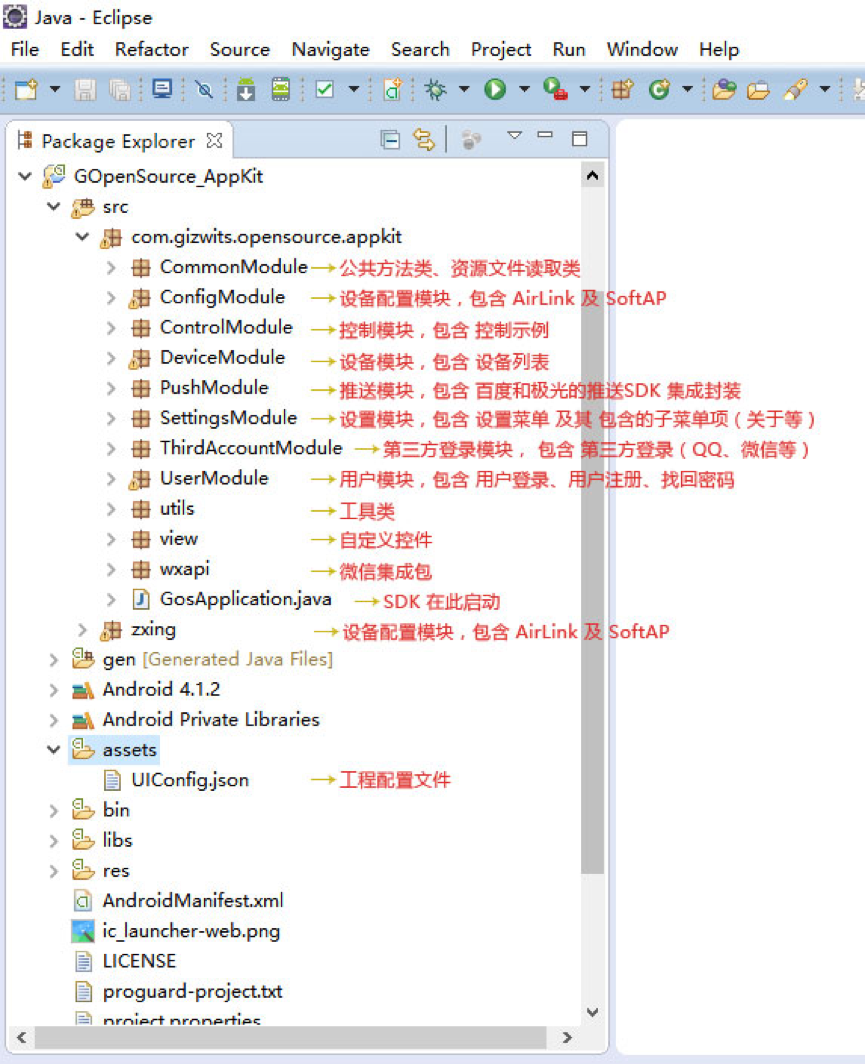 Java - Eclipse
File Edit Refactor Source Navigate Search Project Run Window Help
Package Explorer
GOpenSource_AppKit
src
com.gizwits.opensource.appkit
CommonModule 公共方法类、资源文件读取类
ConfigModule 设备配置模块，包含 AirLink 及 SoftAP
ControlModule 控制模块，包含 控制示例
DeviceModule 设备模块，包含 设备列表
PushModule 推送模块，包含 百度和极光的推送SDK 集成封装
SettingsModule 设置模块，包含 设置菜单 及其 包含的子菜单项（关于等）
ThirdAccountModule 第三方登录模块， 包含 第三方登录（QQ、微信等）
UserModule 用户模块，包含 用户登录、用户注册、找回密码
utils 工具类
view 自定义控件
wxapi 微信集成包
GosApplication.java SDK 在此启动
zxing 设备配置模块，包含 AirLink 及 SoftAP
gen [Generated Java Files]
Android 4.1.2
Android Private Libraries
assets
UIConfig.json 工程配置文件
bin
libs
res
AndroidManifest.xml
ic_launcher-web.png
LICENSE
proguard-project.txt
project.properties